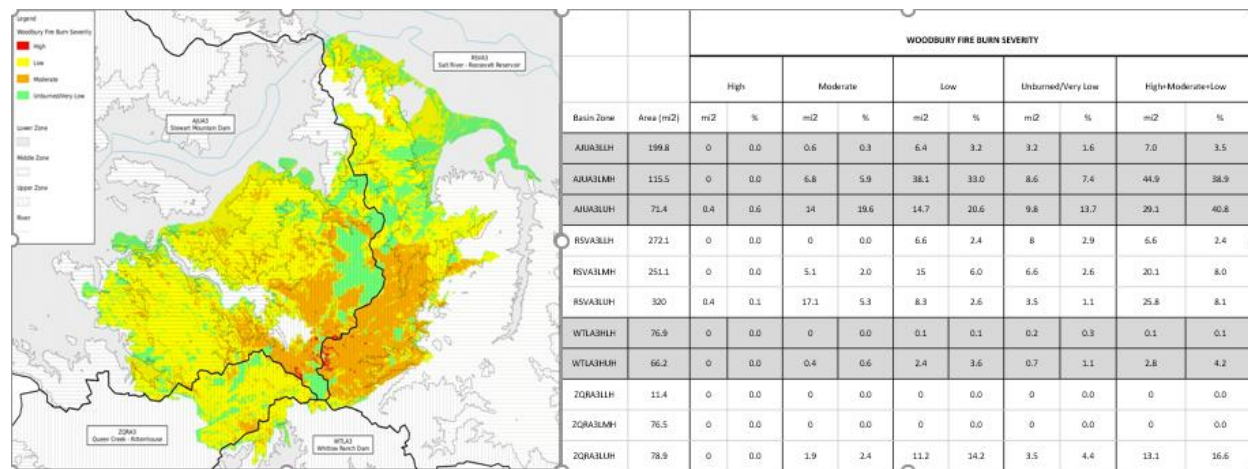 Legend
Woodbury Fire Burn Severity
High
Low
Moderate
Unburned/Very Low
Lower Zone
Middle Zone
Upper Zone
River
RSVA3
Salt River - Roosevelt Reservoir
AJUA3
Stewart Mountain Dam
ZQRA3
Queen Creek - Rittenhouse
WTLA3
Whitlow Ranch Dam
WOODBURY FIRE BURN SEVERITY
High Moderate Low Unburned/Very Low High+Moderate+Low
Basin Zone Area (mi2) mi2 % mi2 % mi2 % mi2 % mi2 %
AJUA3LLH 199.8 0 0.0 0.6 0.3 6.4 3.2 3.2 1.6 7.0 3.5
AJUA3LMH 115.5 0 0.0 6.8 5.9 38.1 33.0 8.6 7.4 44.9 38.9
AJUA3LUH 71.4 0.4 0.6 14 19.6 14.7 20.6 9.8 13.7 29.1 40.8
RSVA3LLH 272.1 0 0.0 0 0.0 6.6 2.4 8 2.9 6.6 2.4
RSVA3LMH 251.1 0 0.0 5.1 2.0 15 6.0 6.6 2.6 20.1 8.0
RSVA3LUH 320 0.4 0.1 17.1 5.3 8.3 2.6 3.5 1.1 25.8 8.1
WTLA3HLH 76.9 0 0.0 0 0.0 0.1 0.1 0.2 0.3 0.1 0.1
WTLA3HUH 66.2 0 0.0 0.4 0.6 2.4 3.6 0.7 1.1 2.8 4.2
ZQRA3LLH 11.4 0 0.0 0 0.0 0 0.0 0 0.0 0 0.0
ZQRA3LMH 76.5 0 0.0 0 0.0 0 0.0 0 0.0 0 0.0
ZQRA3LUH 78.9 0 0.0 1.9 2.4 11.2 14.2 3.5 4.4 13.1 16.6